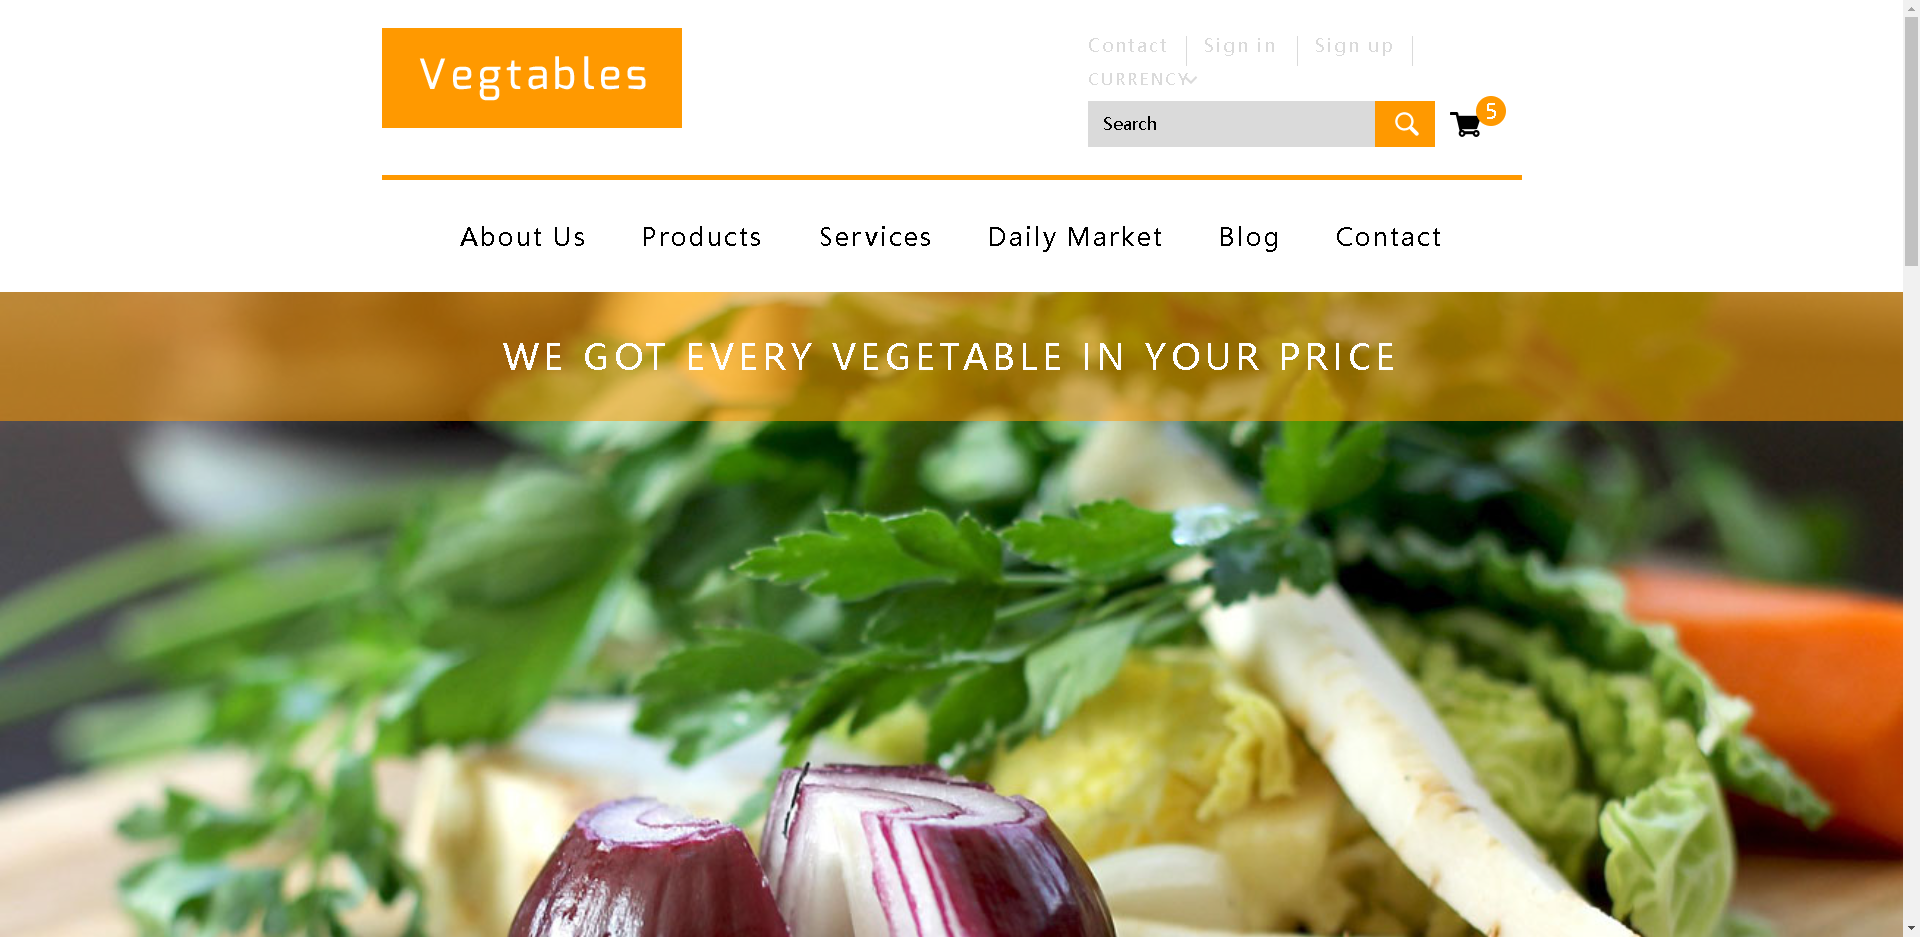 Vegtables
Contact
Sign in
Sign up
CURRENCY
Search
5
About Us
Products
Services
Daily Market
Blog
Contact
WE GOT EVERY VEGETABLE IN YOUR PRICE